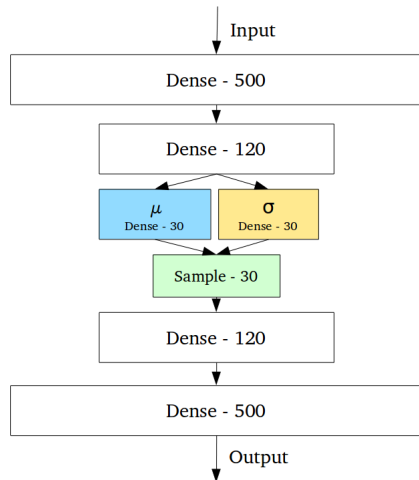 Input
Dense - 500
Dense - 120
μ
Dense - 30
σ
Dense - 30
Sample - 30
Dense - 120
Dense - 500
Output